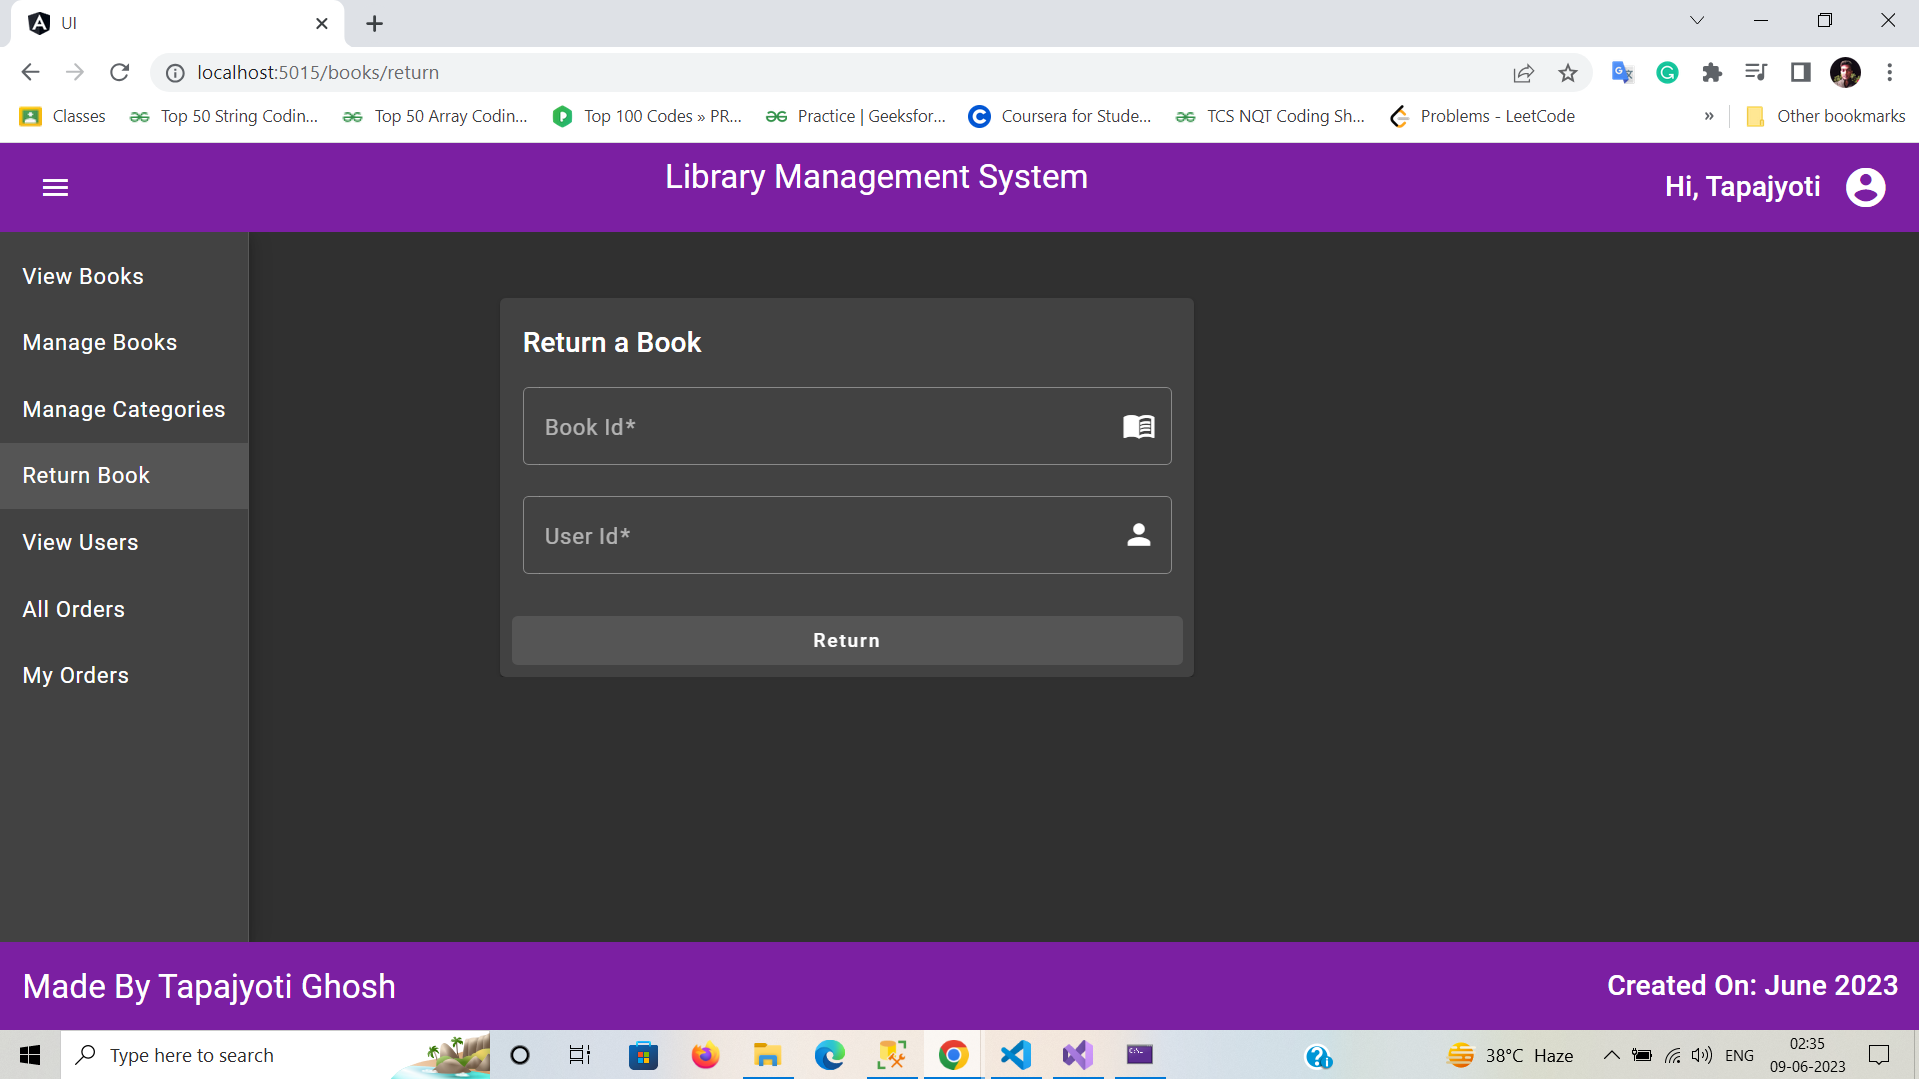 UI
localhost:5015/books/return
Classes
Top 50 String Codin...
Top 50 Array Codin...
Top 100 Codes » PR...
Practice | Geeksfor...
Coursera for Stude...
TCS NQT Coding Sh...
Problems - LeetCode
»
Other bookmarks
Library Management System
Hi, Tapajyoti
View Books
Manage Books
Manage Categories
Return Book
View Users
All Orders
My Orders
Return a Book
Book Id*
User Id*
Return
Made By Tapajyoti Ghosh
Created On: June 2023
Type here to search
38°C Haze
ENG
02:35
09-06-2023